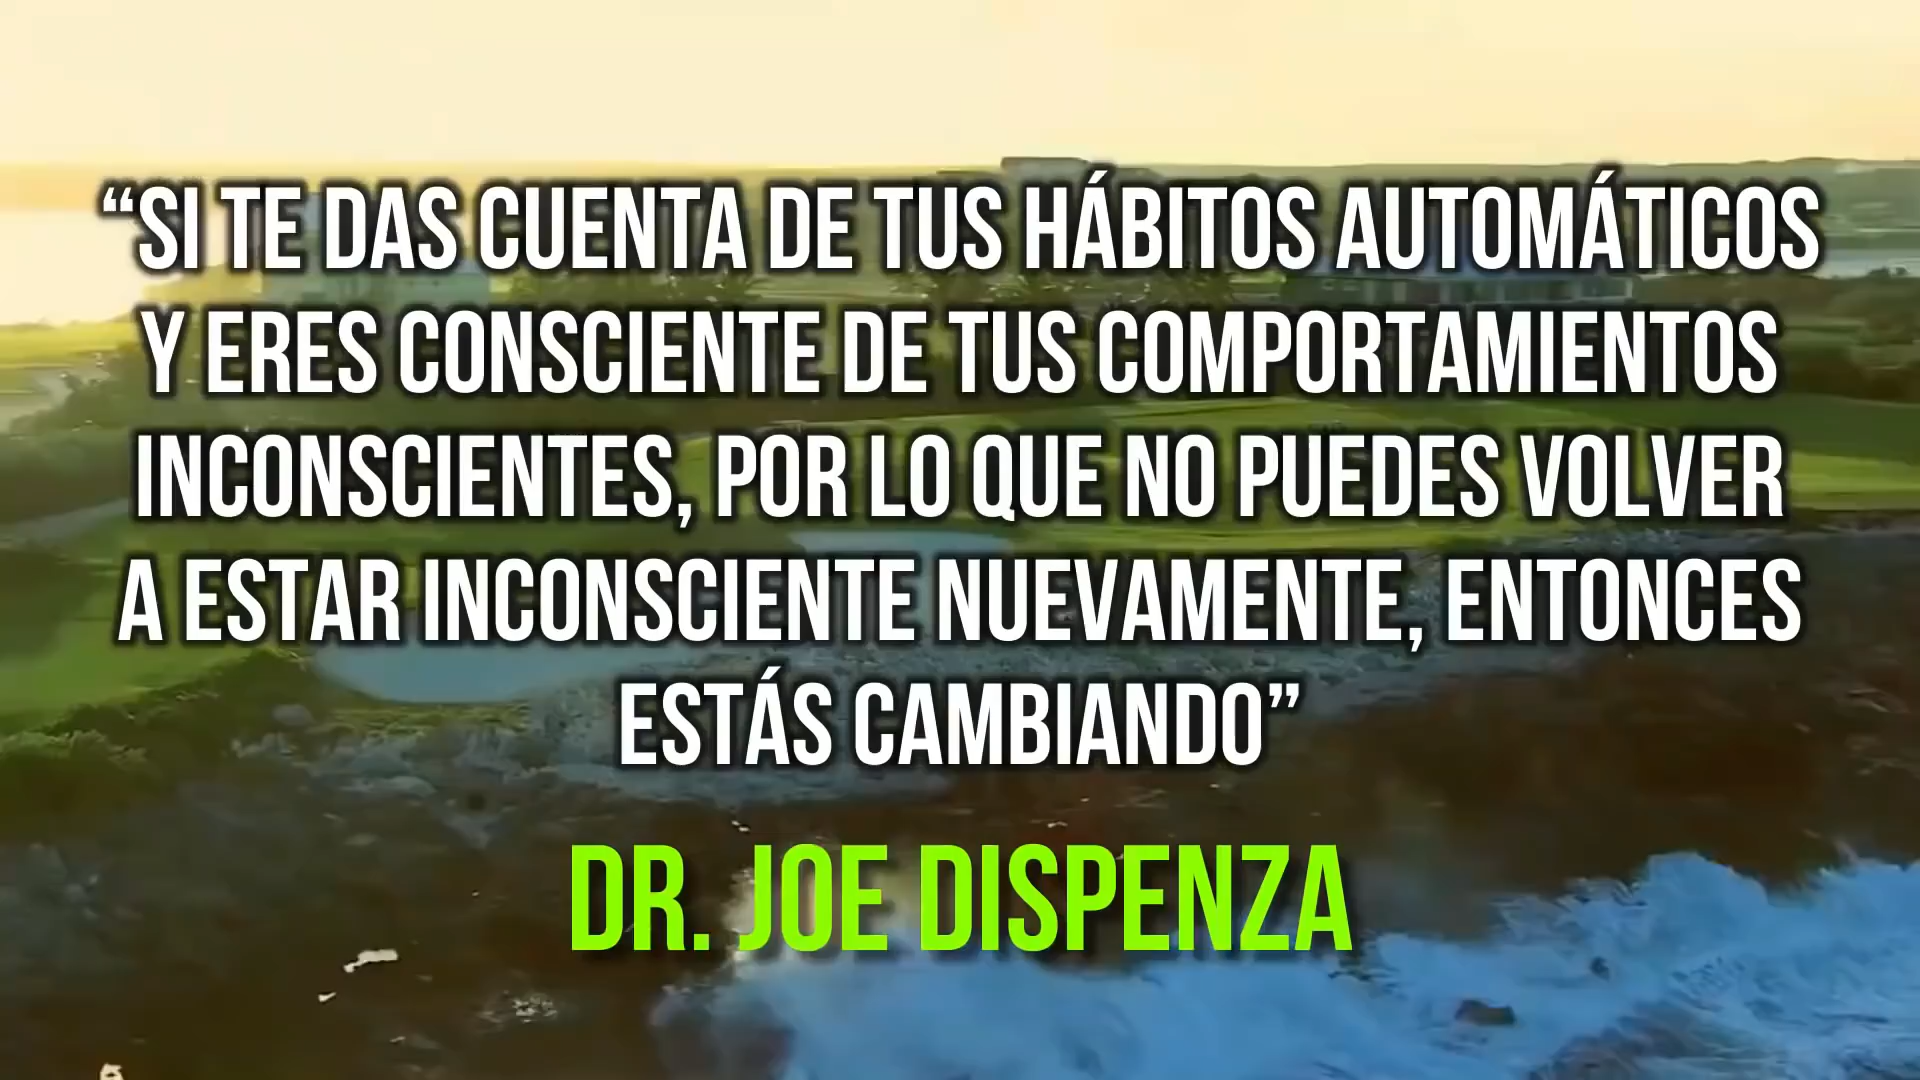 “SI TE DAS CUENTA DE TUS HÁBITOS AUTOMÁTICOS
Y ERES CONSCIENTE DE TUS COMPORTAMIENTOS
INCONSCIENTES, POR LO QUE NO PUEDES VOLVER
A ESTAR INCONSCIENTE NUEVAMENTE, ENTONCES
ESTÁS CAMBIANDO”
DR. JOE DISPENZA